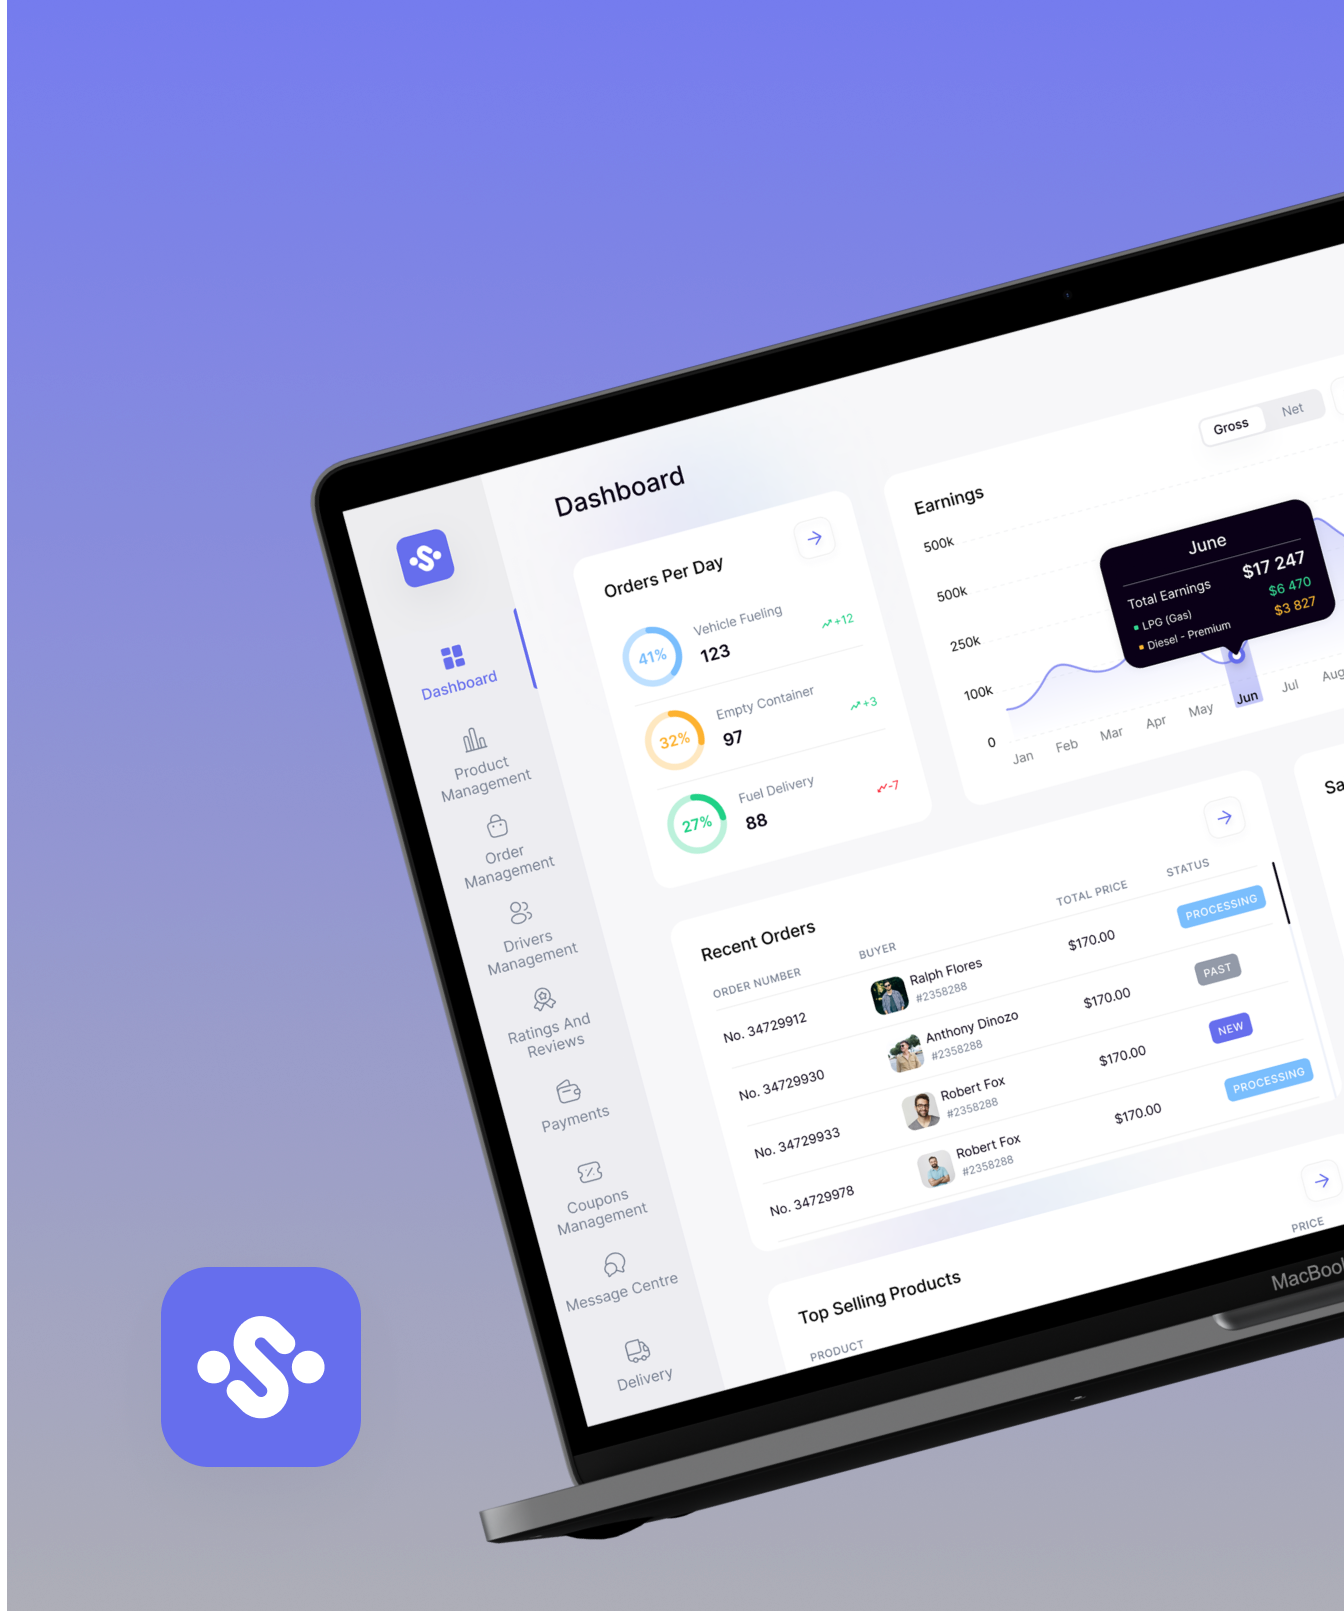 Dashboard
Dashboard
Product
Management
Order
Management
Drivers
Management
Ratings And
Reviews
Payments
Coupons
Management
Message Centre
Delivery
Orders Per Day
41%
Vehicle Fueling
123
+12
32%
Empty Container
97
+3
27%
Fuel Delivery
88
-7
Earnings
Gross
Net
500k
500k
250k
100k
0
Jan
Feb
Mar
Apr
May
Jun
Jul
Aug
June
Total Earnings
$17 247
LPG (Gas)
$6 470
Diesel - Premium
$3 827
Recent Orders
ORDER NUMBER
BUYER
TOTAL PRICE
STATUS
No. 34729912
Ralph Flores
#2358288
$170.00
PROCESSING
No. 34729930
Anthony Dinozo
#2358288
$170.00
PAST
No. 34729933
Robert Fox
#2358288
$170.00
NEW
No. 34729978
Robert Fox
#2358288
$170.00
PROCESSING
Top Selling Products
PRODUCT
PRICE
Sa
MacBook